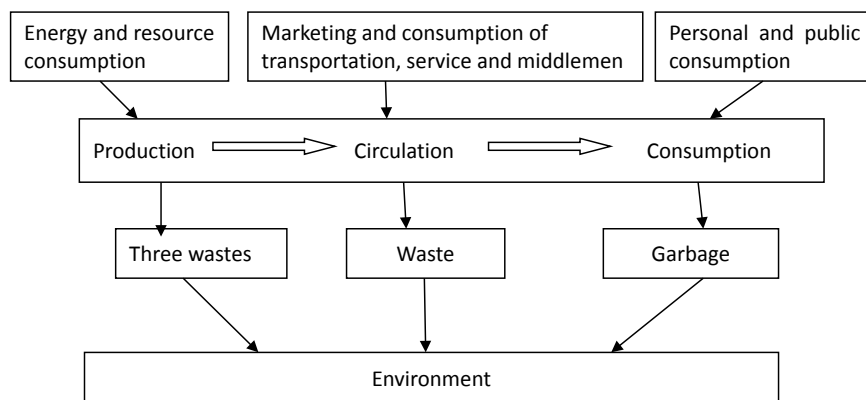 Energy and resource
consumption
Marketing and consumption of
transportation, service and middlemen
Personal and public
consumption
Production
Circulation
Consumption
Three wastes
Waste
Garbage
Environment